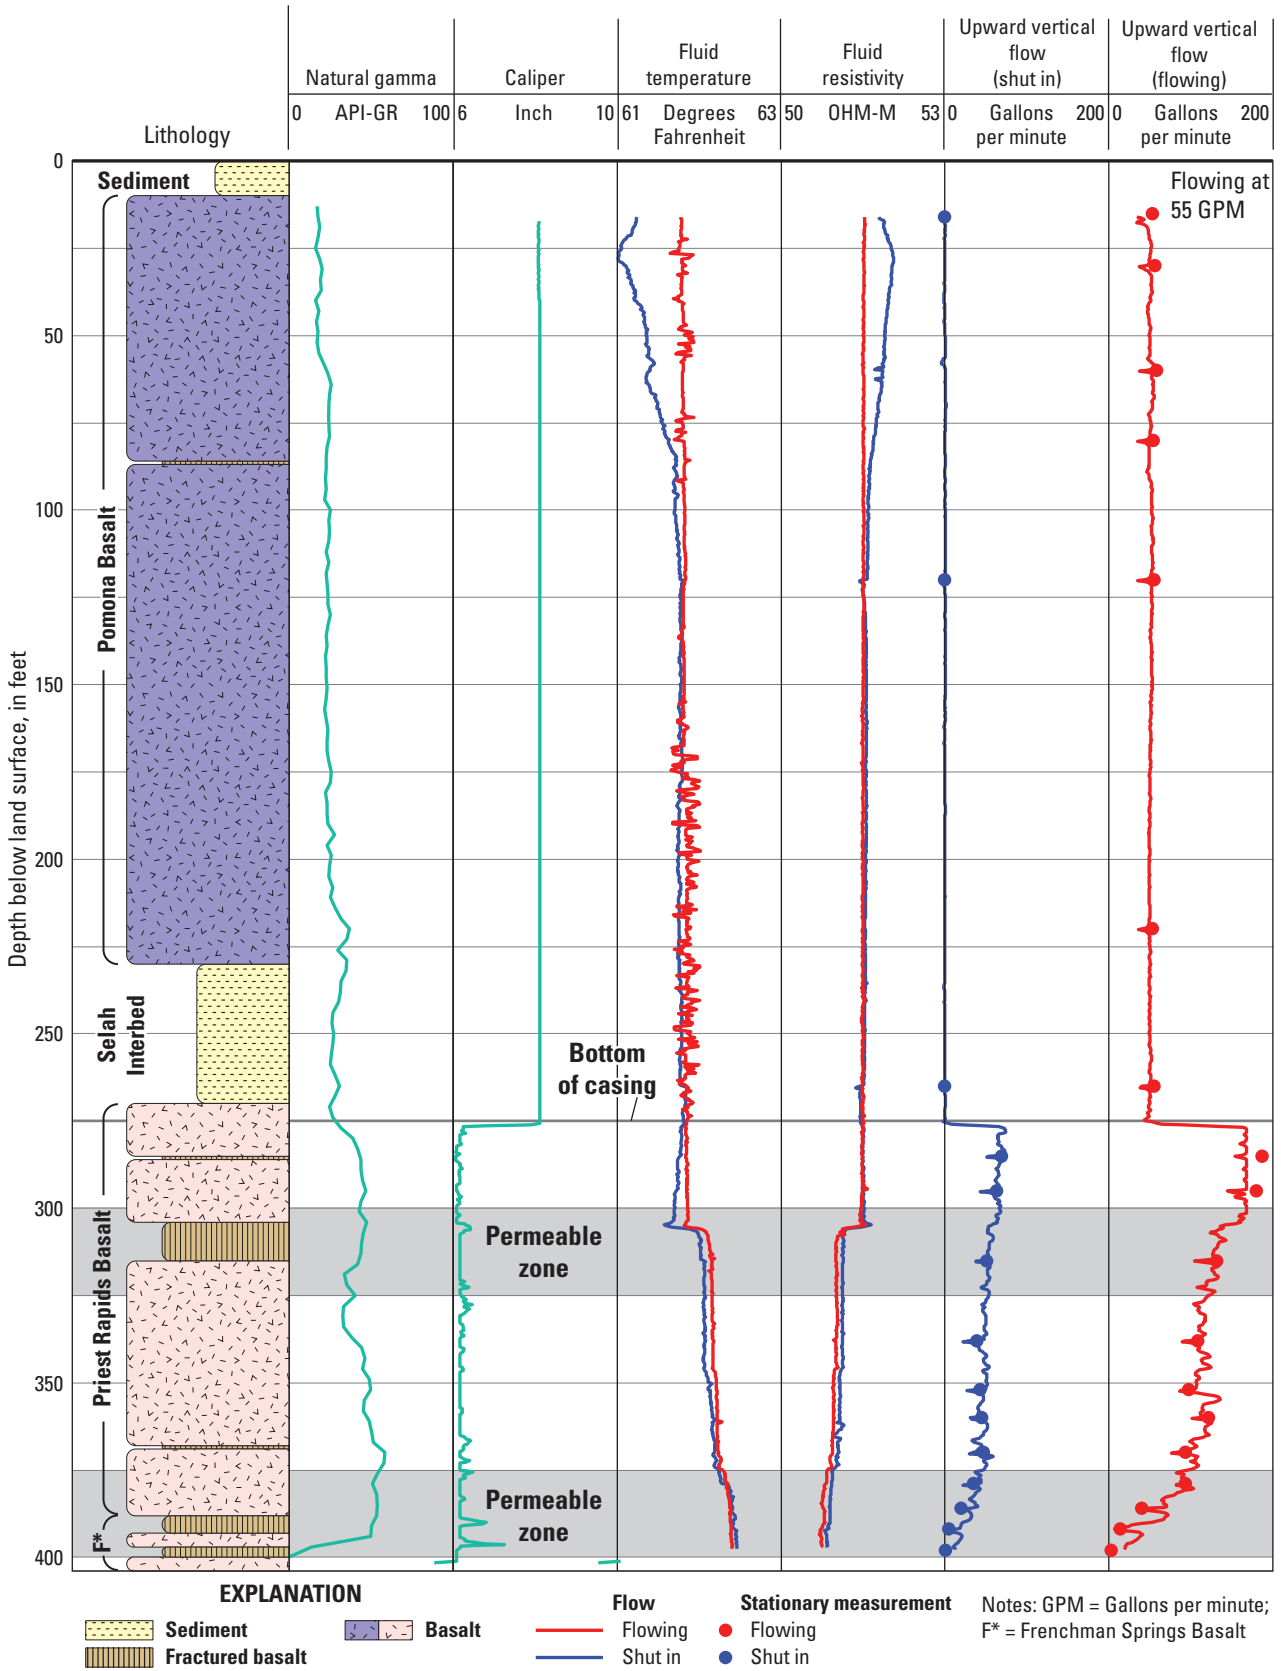 Lithology
Natural gamma
0 API-GR 100
Caliper
6 Inch 10
Fluid
temperature
61 Degrees 63
Fahrenheit
Fluid
resistivity
50 OHM-M 53
Upward vertical
flow
(shut in)
0 Gallons 200
per minute
Upward vertical
flow
(flowing)
0 Gallons 200
per minute
Flowing at
55 GPM
Depth below land surface, in feet
0
50
100
150
200
250
300
350
400
Sediment
Pomona Basalt
Selah
Interbed
Priest Rapids Basalt
F*
Bottom
of casing
Permeable
zone
Permeable
zone
EXPLANATION
Sediment
Fractured basalt
Basalt
Flow
Flowing
Shut in
Stationary measurement
Flowing
Shut in
Notes: GPM = Gallons per minute;
F* = Frenchman Springs Basalt